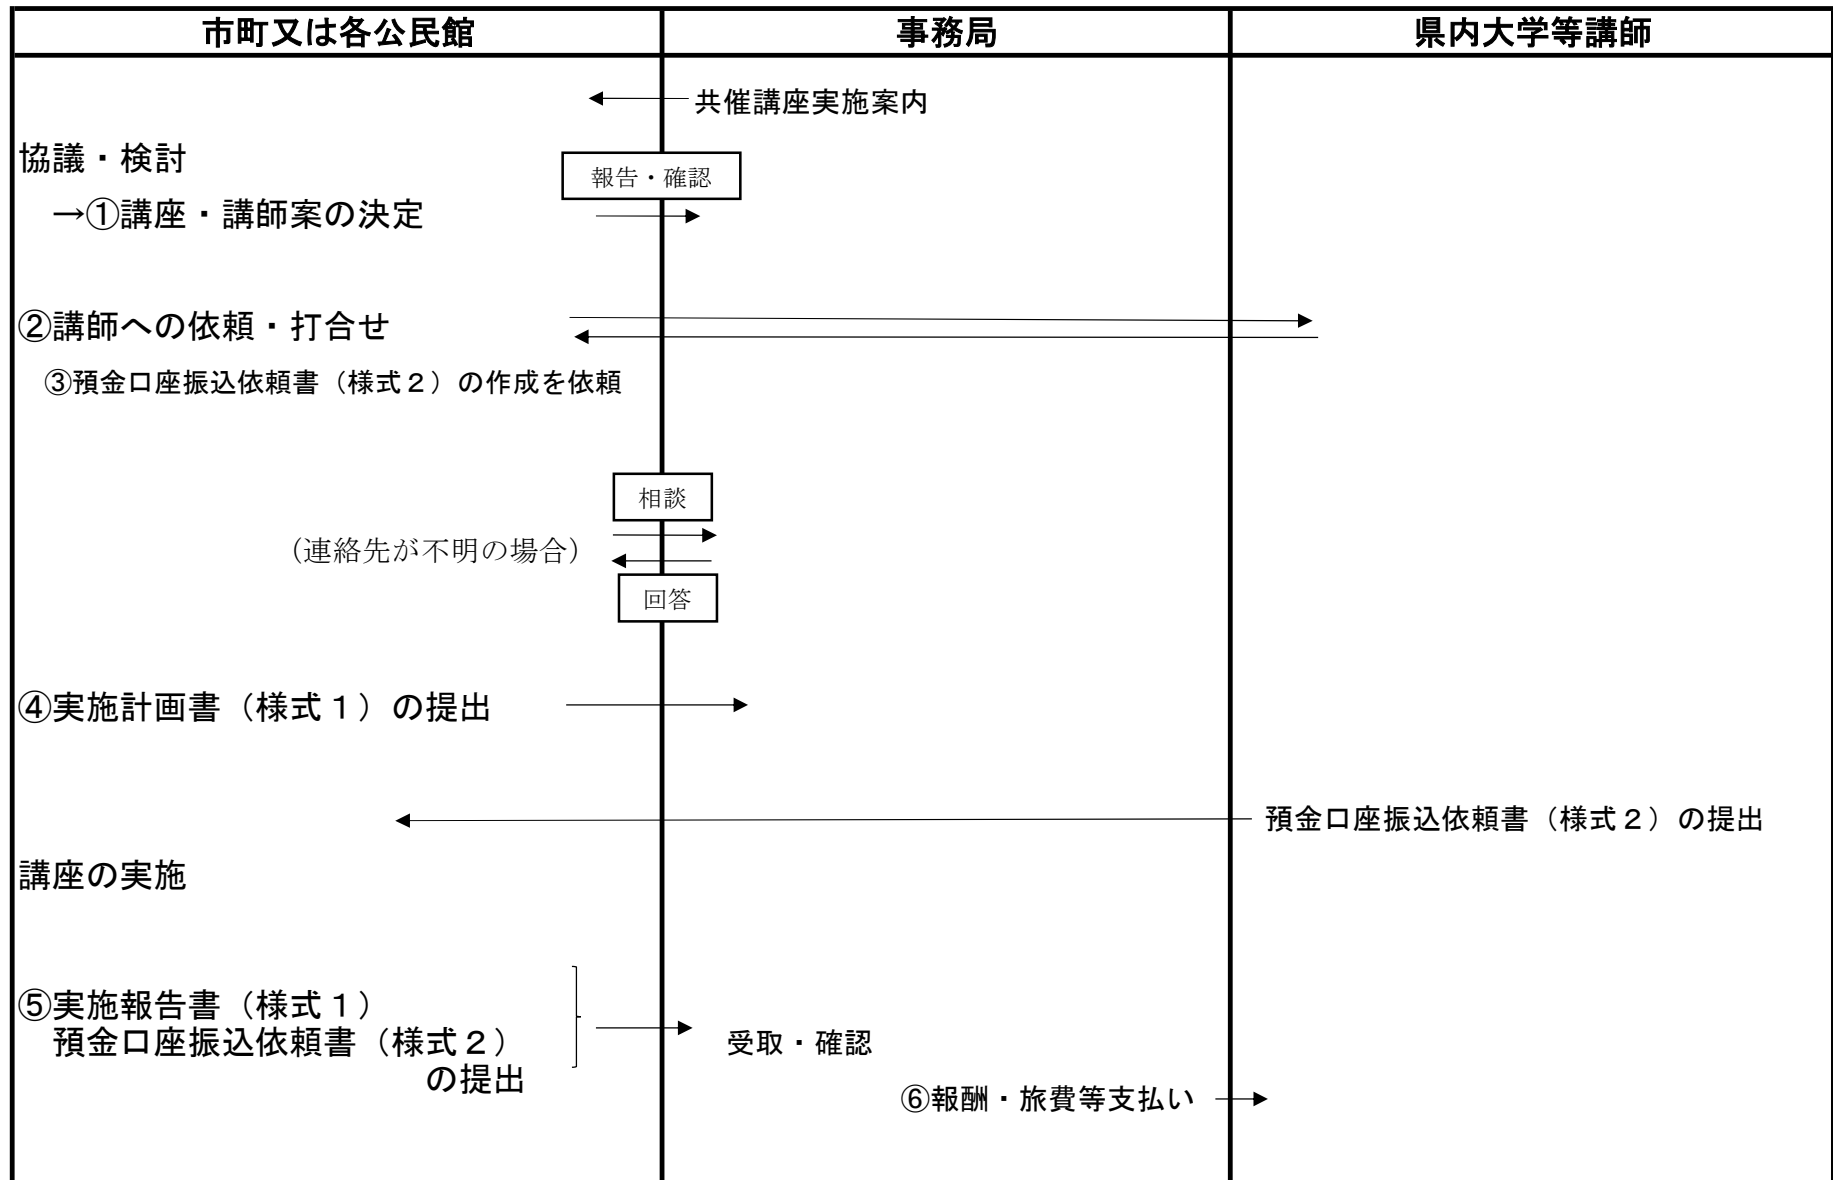 市町又は各公民館
事務局
県内大学等講師
共催講座実施案内
協議・検討
報告・確認
→①講座・講師案の決定
②講師への依頼・打合せ
③預金口座振込依頼書（様式２）の作成を依頼
相談
（連絡先が不明の場合）
回答
④実施計画書（様式１）の提出
預金口座振込依頼書（様式２）の提出
講座の実施
⑤実施報告書（様式１）
預金口座振込依頼書（様式２）
の提出
受取・確認
⑥報酬・旅費等支払い